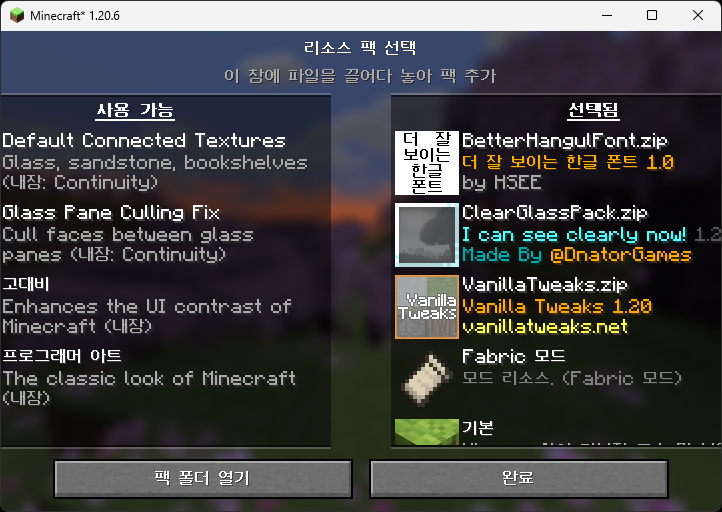 Minecraft* 1.20.6
리소스 팩 선택
이 창에 파일을 끌어다 놓아 팩 추가
사용 가능
Default Connected Textures
Glass, sandstone, bookshelves
(내장: Continuity)
Glass Pane Culling Fix
Cull faces between glass
panes (내장: Continuity)
고대비
Enhances the UI contrast of
Minecraft (내장)
프로그래머 아트
The classic look of Minecraft
(내장)
선택됨
더 잘
보이는
한글
폰트
BetterHangulFont.zip
더 잘 보이는 한글 폰트 1.0
by HSEE
ClearGlassPack.zip
I can see clearly now! 1.2
Made By @DnatorGames
Vanilla
Tweaks
VanillaTweaks.zip
Vanilla Tweaks 1.20
vanillatweaks.net
Fabric 모드
모드 리소스. (Fabric 모드)
기본
팩 폴더 열기
완료